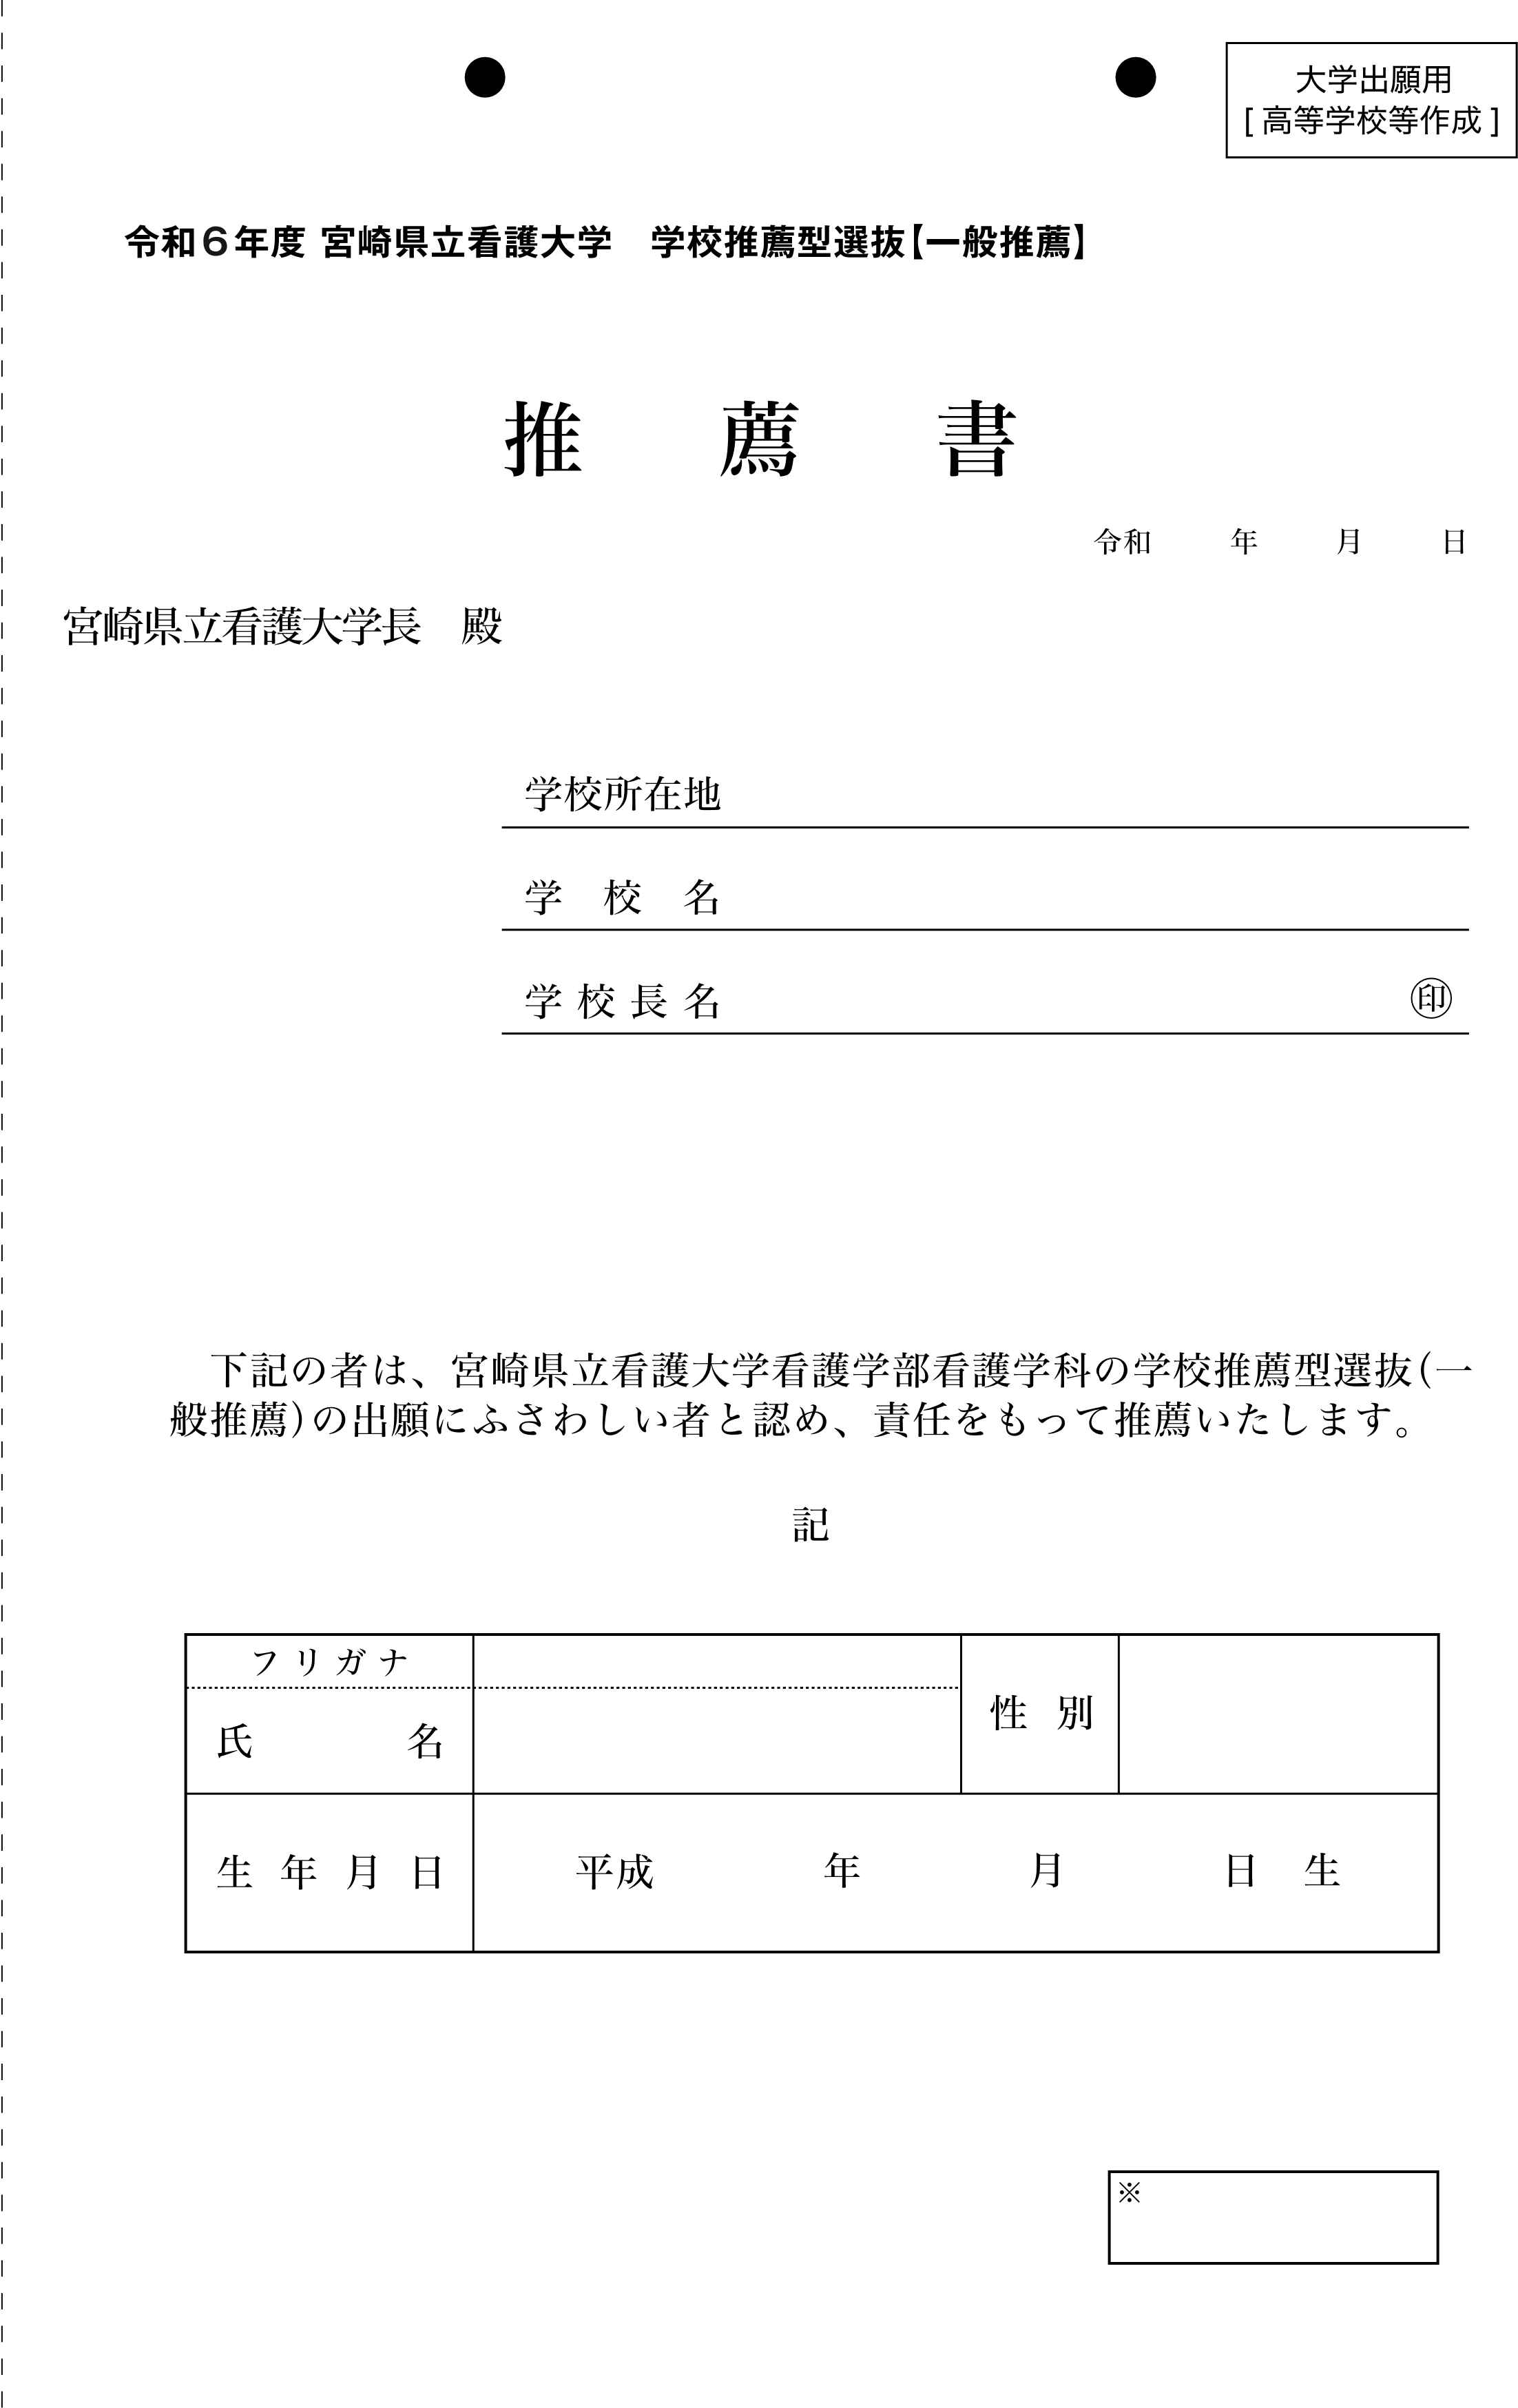 大学出願用
[ 高等学校等作成 ]
令和６年度 宮崎県立看護大学　学校推薦型選抜【一般推薦】
推　薦　書
令和　　年　　月　　日
宮崎県立看護大学長　殿
学校所在地
学　校　名
学 校 長 名　　㊞
下記の者は、宮崎県立看護大学看護学部看護学科の学校推薦型選抜（一
般推薦）の出願にふさわしい者と認め、責任をもって推薦いたします。
記
フリガナ
氏　　名
性　別
生 年 月 日　　平成　　年　　月　　日　生
※